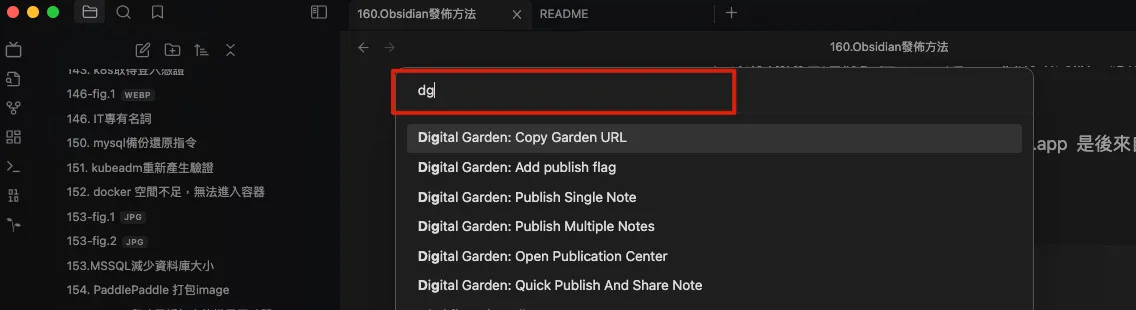 160.Obsidian發佈方法
README
160.Obsidian發佈方法
146-fig.1 WEBP
146. IT專有名詞
150. mysql備份還原指令
151. kubeadm重新產生驗證
152. docker 空間不足，無法進入容器
153-fig.1 JPG
153-fig.2 JPG
153.MSSQL減少資料庫大小
154. PaddlePaddle 打包image
dg
Digital Garden: Copy Garden URL
Digital Garden: Add publish flag
Digital Garden: Publish Single Note
Digital Garden: Publish Multiple Notes
Digital Garden: Open Publication Center
Digital Garden: Quick Publish And Share Note
.app 是後來自